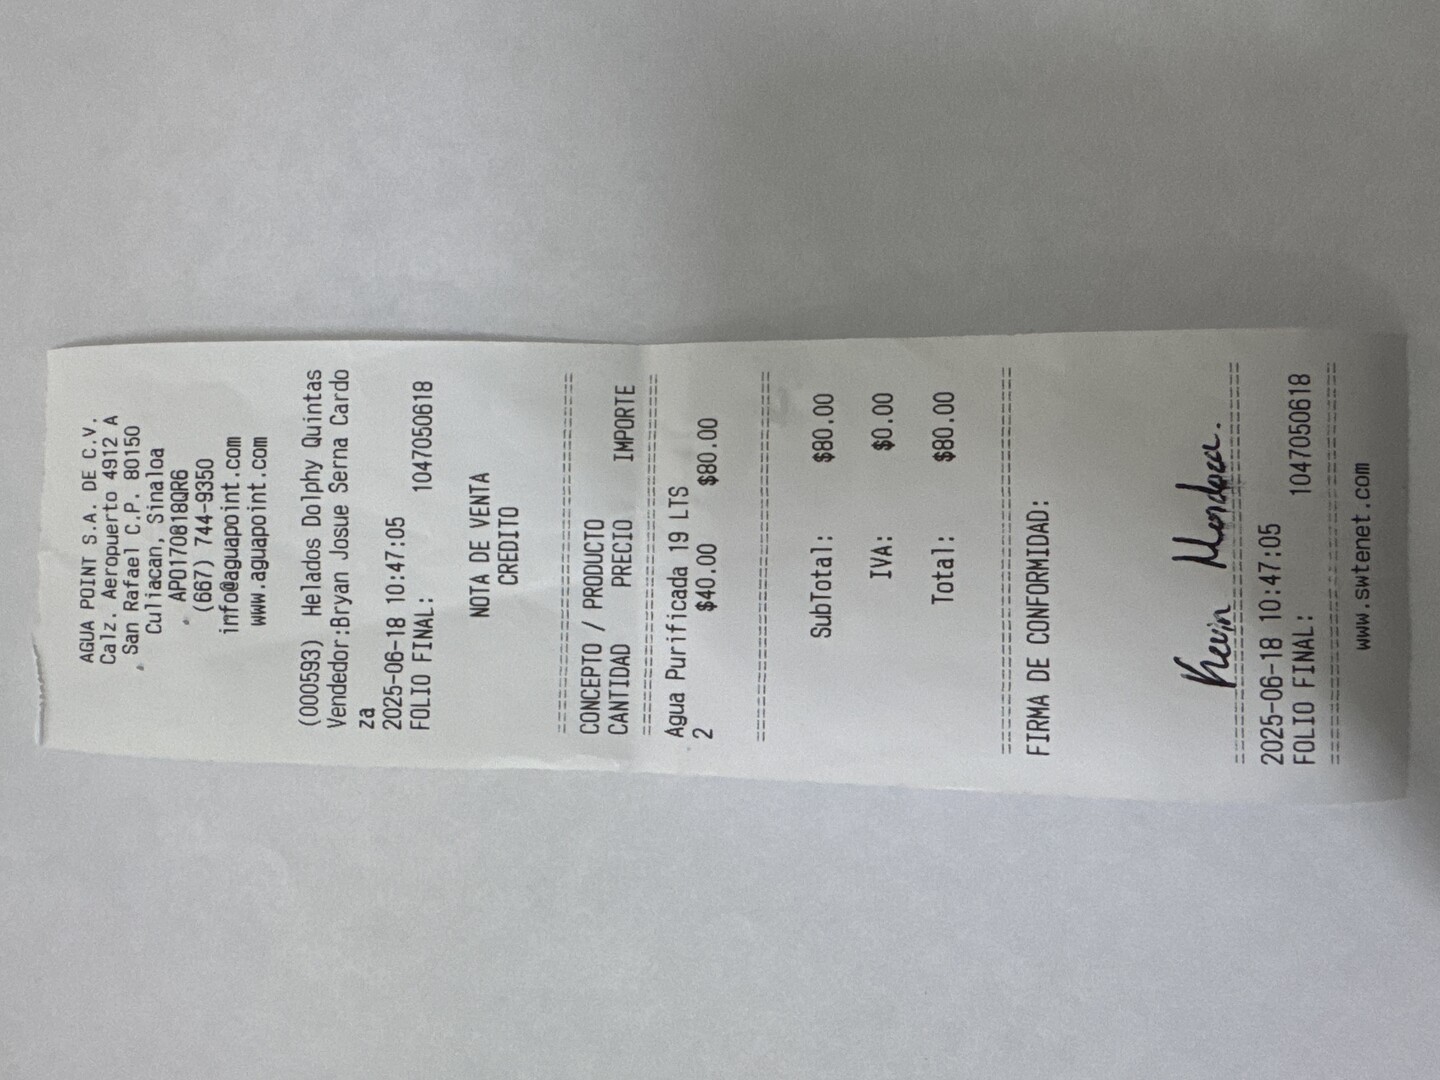 AGUA POINT S.A. DE C.V.
Calz. Aeropuerto 4912 A
San Rafael C.P. 80150
Culiacan, Sinaloa
APO170818QR6
(667) 744-9350
info@aguapoint.com
www.aguapoint.com
(000593) Helados Dolphy Quintas
Vendedor:Bryan Josue Serna Cardo
za
2025-06-18 10:47:05
FOLIO FINAL: 1047050618
NOTA DE VENTA
CREDITO
================================
CONCEPTO / PRODUCTO
CANTIDAD PRECIO IMPORTE
================================
Agua Purificada 19 LTS
2 $40.00 $80.00
================================
SubTotal: $80.00
IVA: $0.00
Total: $80.00
================================
FIRMA DE CONFORMIDAD:
Kevin Mendoza.
================================
2025-06-18 10:47:05
FOLIO FINAL: 1047050618
================================
www.swtenet.com